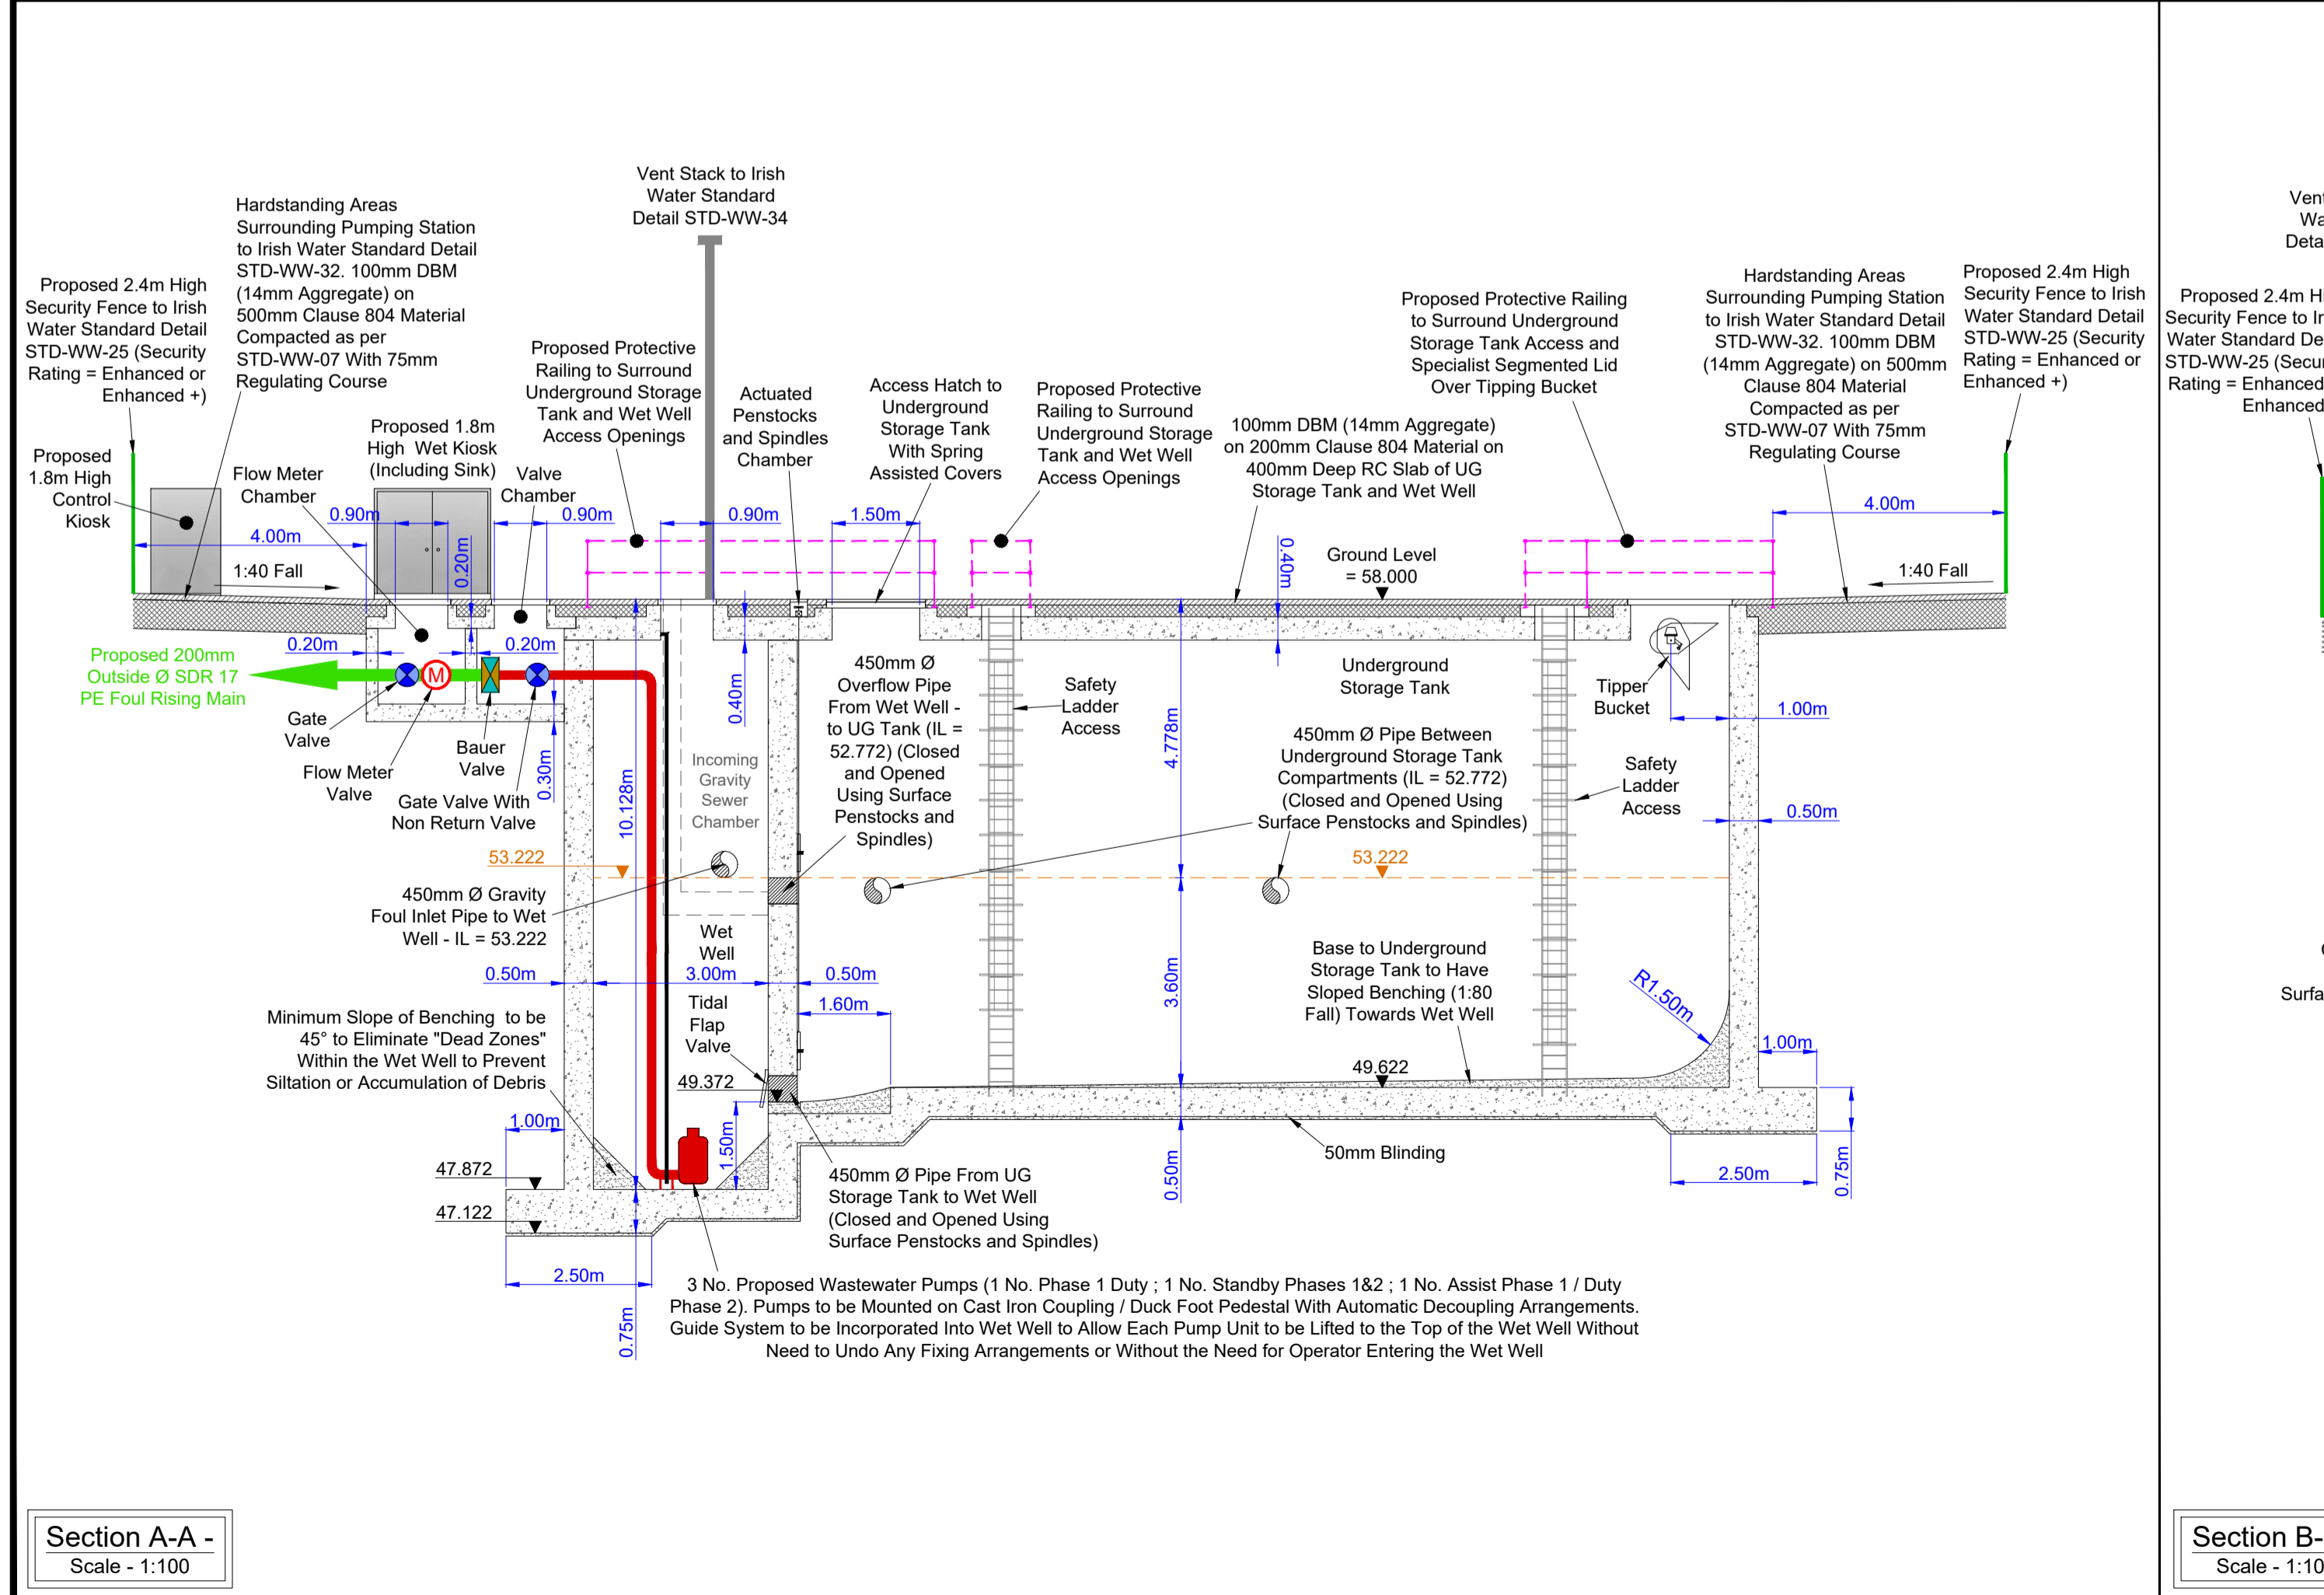 Vent Stack to Irish
Water Standard
Detail STD-WW-34
Hardstanding Areas
Surrounding Pumping Station
to Irish Water Standard Detail
STD-WW-32. 100mm DBM
(14mm Aggregate) on
500mm Clause 804 Material
Compacted as per
STD-WW-07 With 75mm
Regulating Course
Proposed 2.4m High
Security Fence to Irish
Water Standard Detail
STD-WW-25 (Security
Rating = Enhanced or
Enhanced +)
Proposed
1.8m High
Control
Kiosk
Flow Meter
Chamber
Proposed 1.8m
High Wet Kiosk
(Including Sink)
Valve
Chamber
Proposed Protective
Railing to Surround
Underground Storage
Tank and Wet Well
Access Openings
Actuated
Penstocks
and Spindles
Chamber
Access Hatch to
Underground
Storage Tank
With Spring
Assisted Covers
Proposed Protective
Railing to Surround
Underground Storage
Tank and Wet Well
Access Openings
100mm DBM (14mm Aggregate)
on 200mm Clause 804 Material on
400mm Deep RC Slab of UG
Storage Tank and Wet Well
Proposed Protective Railing
to Surround Underground
Storage Tank Access and
Specialist Segmented Lid
Over Tipping Bucket
Hardstanding Areas
Surrounding Pumping Station
to Irish Water Standard Detail
STD-WW-32. 100mm DBM
(14mm Aggregate) on 500mm
Clause 804 Material
Compacted as per
STD-WW-07 With 75mm
Regulating Course
Proposed 2.4m High
Security Fence to Irish
Water Standard Detail
STD-WW-25 (Security
Rating = Enhanced or
Enhanced +)
4.00m
0.90m
0.20m
0.90m
0.90m
1.50m
0.40m
Ground Level
= 58.000
4.00m
1:40 Fall
1:40 Fall
0.20m
0.20m
Proposed 200mm
Outside Ø SDR 17
PE Foul Rising Main
Gate
Valve
Flow Meter
Valve
M
Bauer
Valve
Gate Valve With
Non Return Valve
0.30m
10.128m
0.40m
Incoming
Gravity
Sewer
Chamber
450mm Ø
Overflow Pipe
From Wet Well -
to UG Tank (IL =
52.772) (Closed
and Opened
Using Surface
Penstocks and
Spindles)
Safety
Ladder
Access
4.778m
Underground
Storage Tank
450mm Ø Pipe Between
Underground Storage Tank
Compartments (IL = 52.772)
(Closed and Opened Using
Surface Penstocks and Spindles)
Tipper
Bucket
Safety
Ladder
Access
1.00m
0.50m
53.222
53.222
450mm Ø Gravity
Foul Inlet Pipe to Wet
Well - IL = 53.222
Wet
Well
0.50m
3.00m
0.50m
1.60m
3.60m
Base to Underground
Storage Tank to Have
Sloped Benching (1:80
Fall) Towards Wet Well
R1.50m
1.00m
Minimum Slope of Benching to be
45° to Eliminate "Dead Zones"
Within the Wet Well to Prevent
Siltation or Accumulation of Debris
Tidal
Flap
Valve
49.372
49.622
1.00m
1.50m
47.872
47.122
450mm Ø Pipe From UG
Storage Tank to Wet Well
(Closed and Opened Using
Surface Penstocks and Spindles)
0.50m
50mm Blinding
2.50m
0.75m
2.50m
0.75m
3 No. Proposed Wastewater Pumps (1 No. Phase 1 Duty ; 1 No. Standby Phases 1&2 ; 1 No. Assist Phase 1 / Duty
Phase 2). Pumps to be Mounted on Cast Iron Coupling / Duck Foot Pedestal With Automatic Decoupling Arrangements.
Guide System to be Incorporated Into Wet Well to Allow Each Pump Unit to be Lifted to the Top of the Wet Well Without
Need to Undo Any Fixing Arrangements or Without the Need for Operator Entering the Wet Well
Section A-A -
Scale - 1:100
Vent
Wa
Deta
Proposed 2.4m H
Security Fence to Ir
Water Standard De
STD-WW-25 (Secur
Rating = Enhanced
Enhanced
Surfa
Section B-
Scale - 1:10